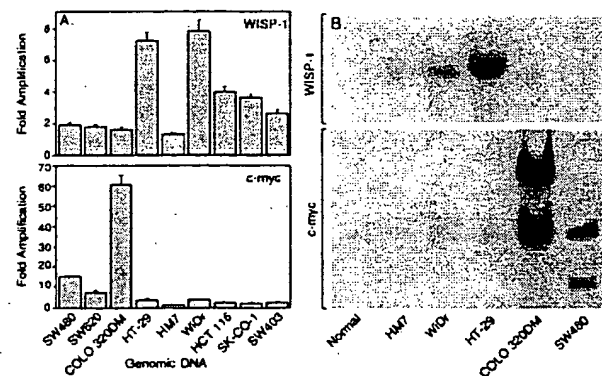 A
WISP-1
Fold Amplification
8
6
4
2
0
c-myc
Fold Amplification
75
60
50
40
30
20
10
0
SW480
SW620
COLO 320DM
HT-29
HM7
WiDr
HCT 116
SK-CO-1
SW403
Genomic DNA
B
WISP-1
c-myc
Normal
HM7
WiDr
HT-29
COLO 320DM
SW480